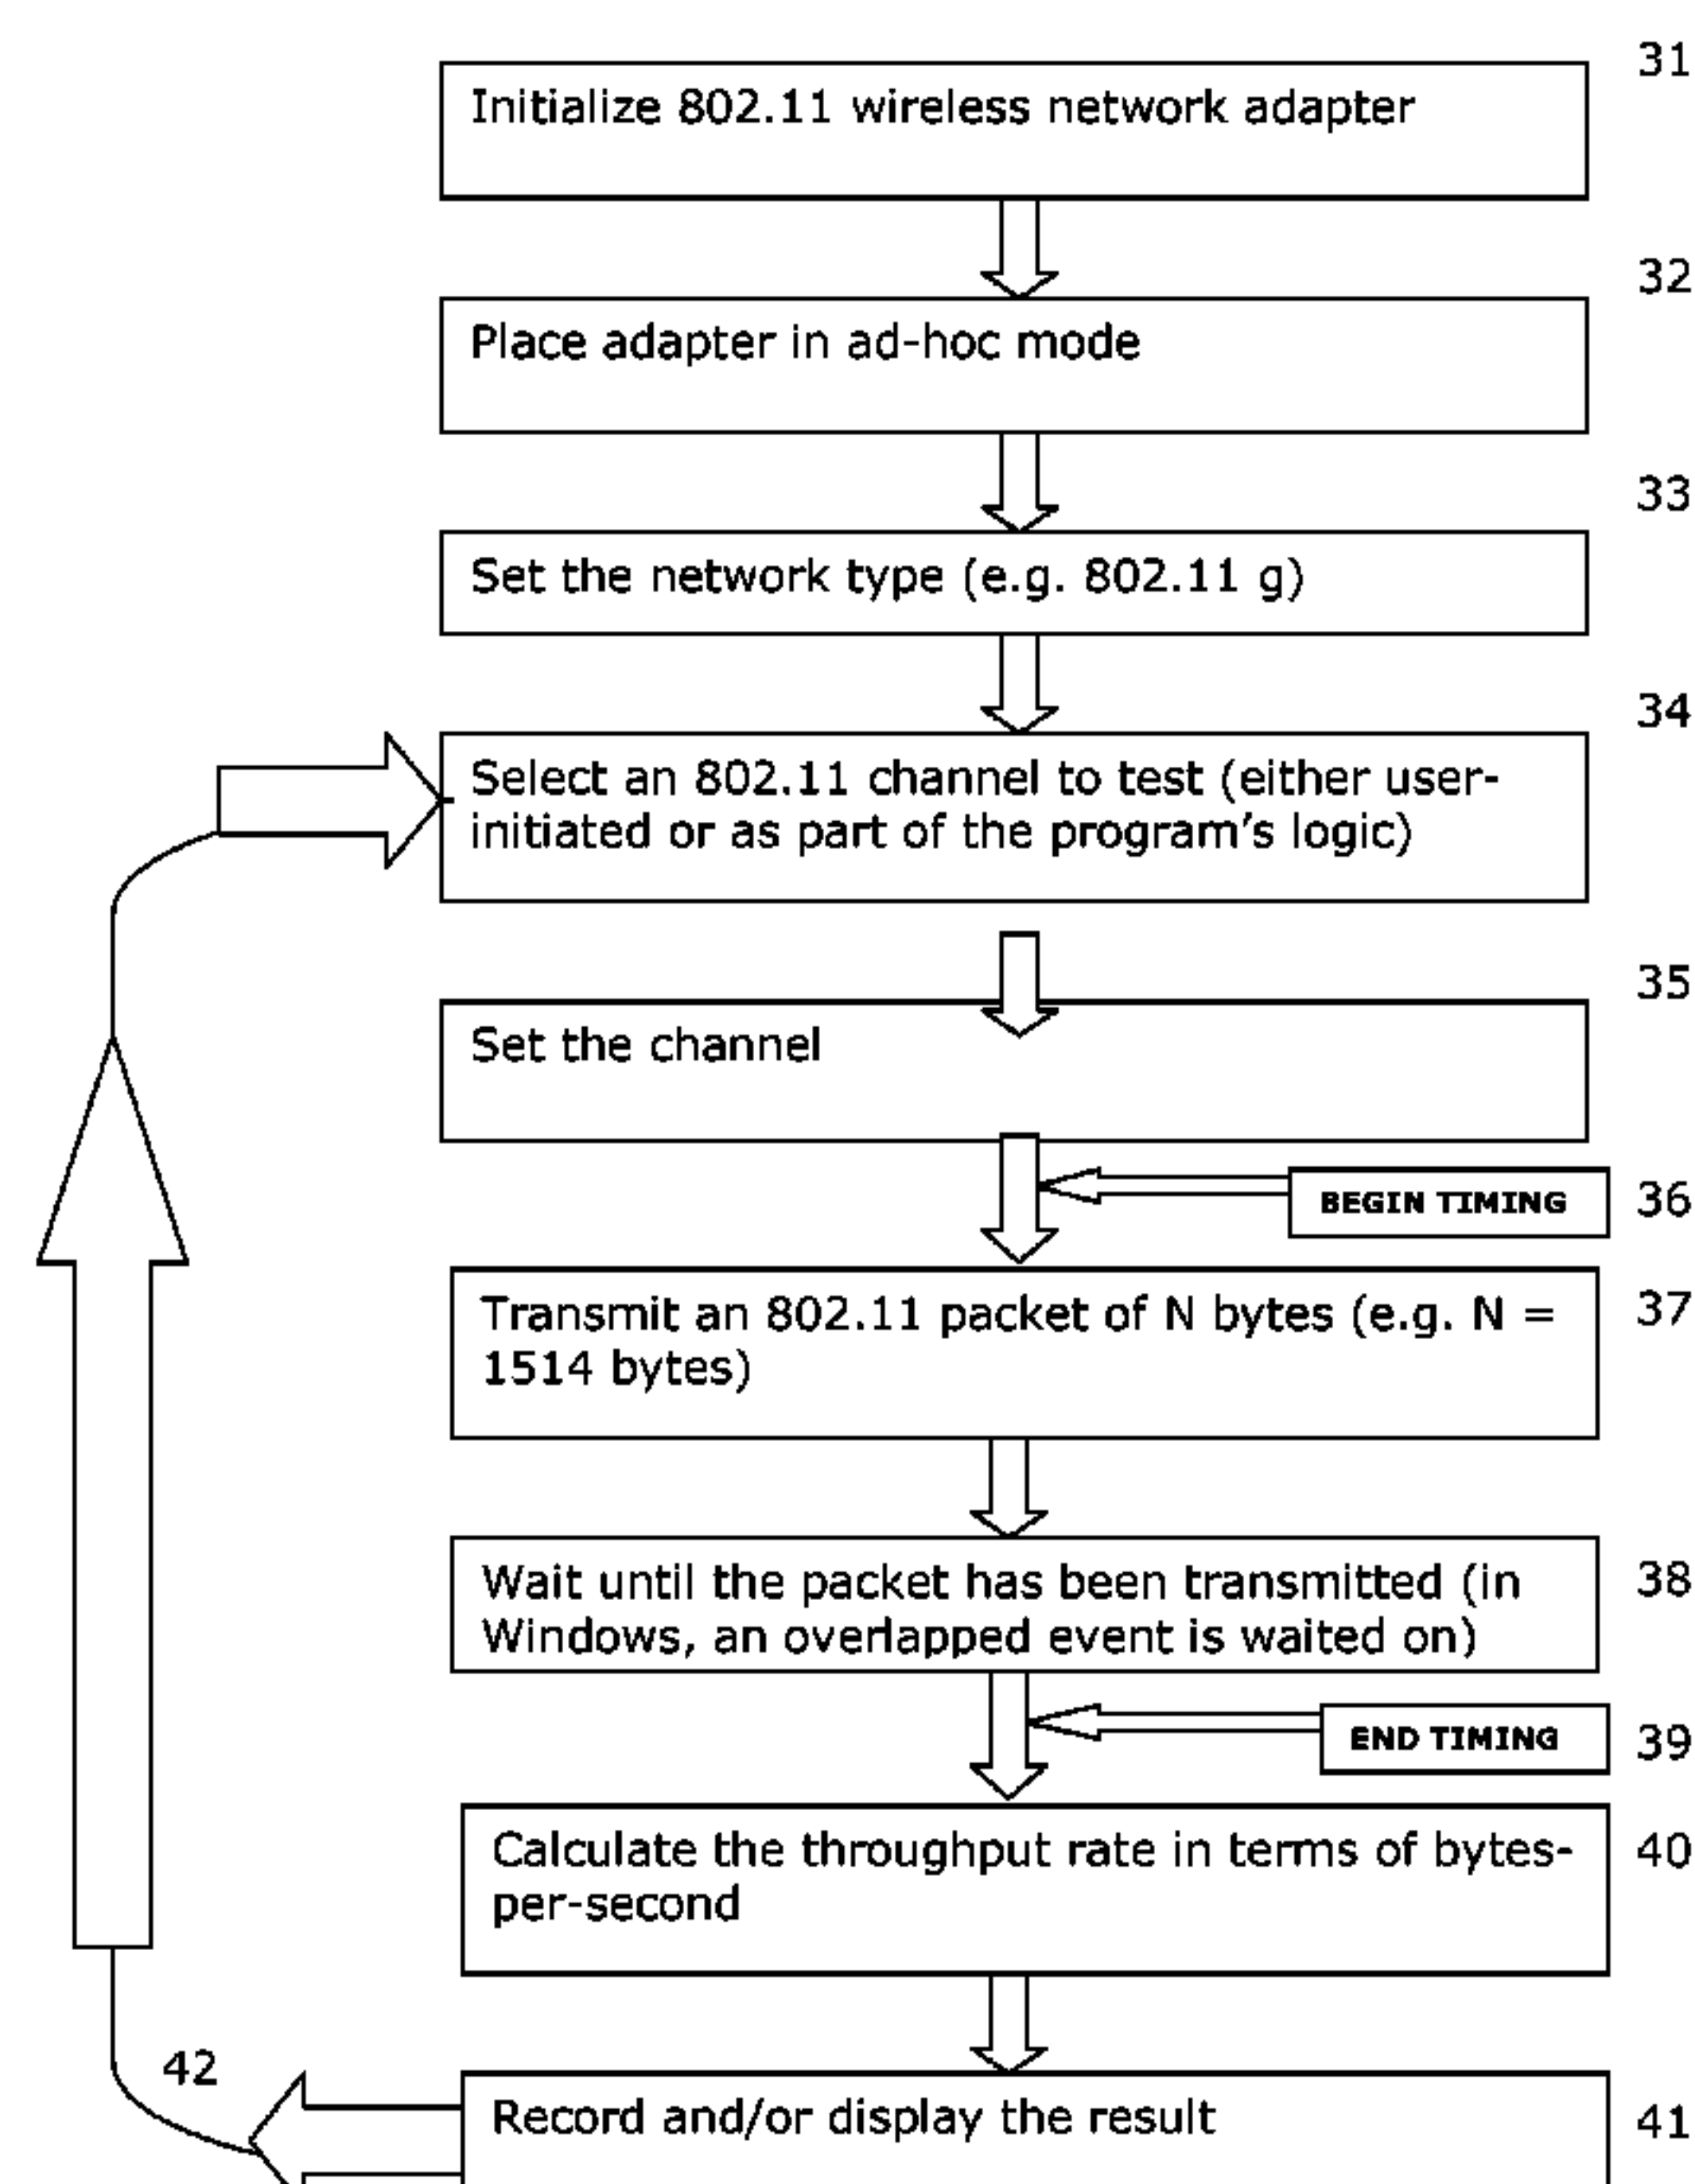 31
Initialize 802.11 wireless network adapter
32
Place adapter in ad-hoc mode
33
Set the network type (e.g. 802.11 g)
34
Select an 802.11 channel to test (either user-
initiated or as part of the program's logic)
35
Set the channel
BEGIN TIMING
36
Transmit an 802.11 packet of N bytes (e.g. N =
1514 bytes)
37
Wait until the packet has been transmitted (in
Windows, an overlapped event is waited on)
38
END TIMING
39
Calculate the throughput rate in terms of bytes-
per-second
40
42
Record and/or display the result
41